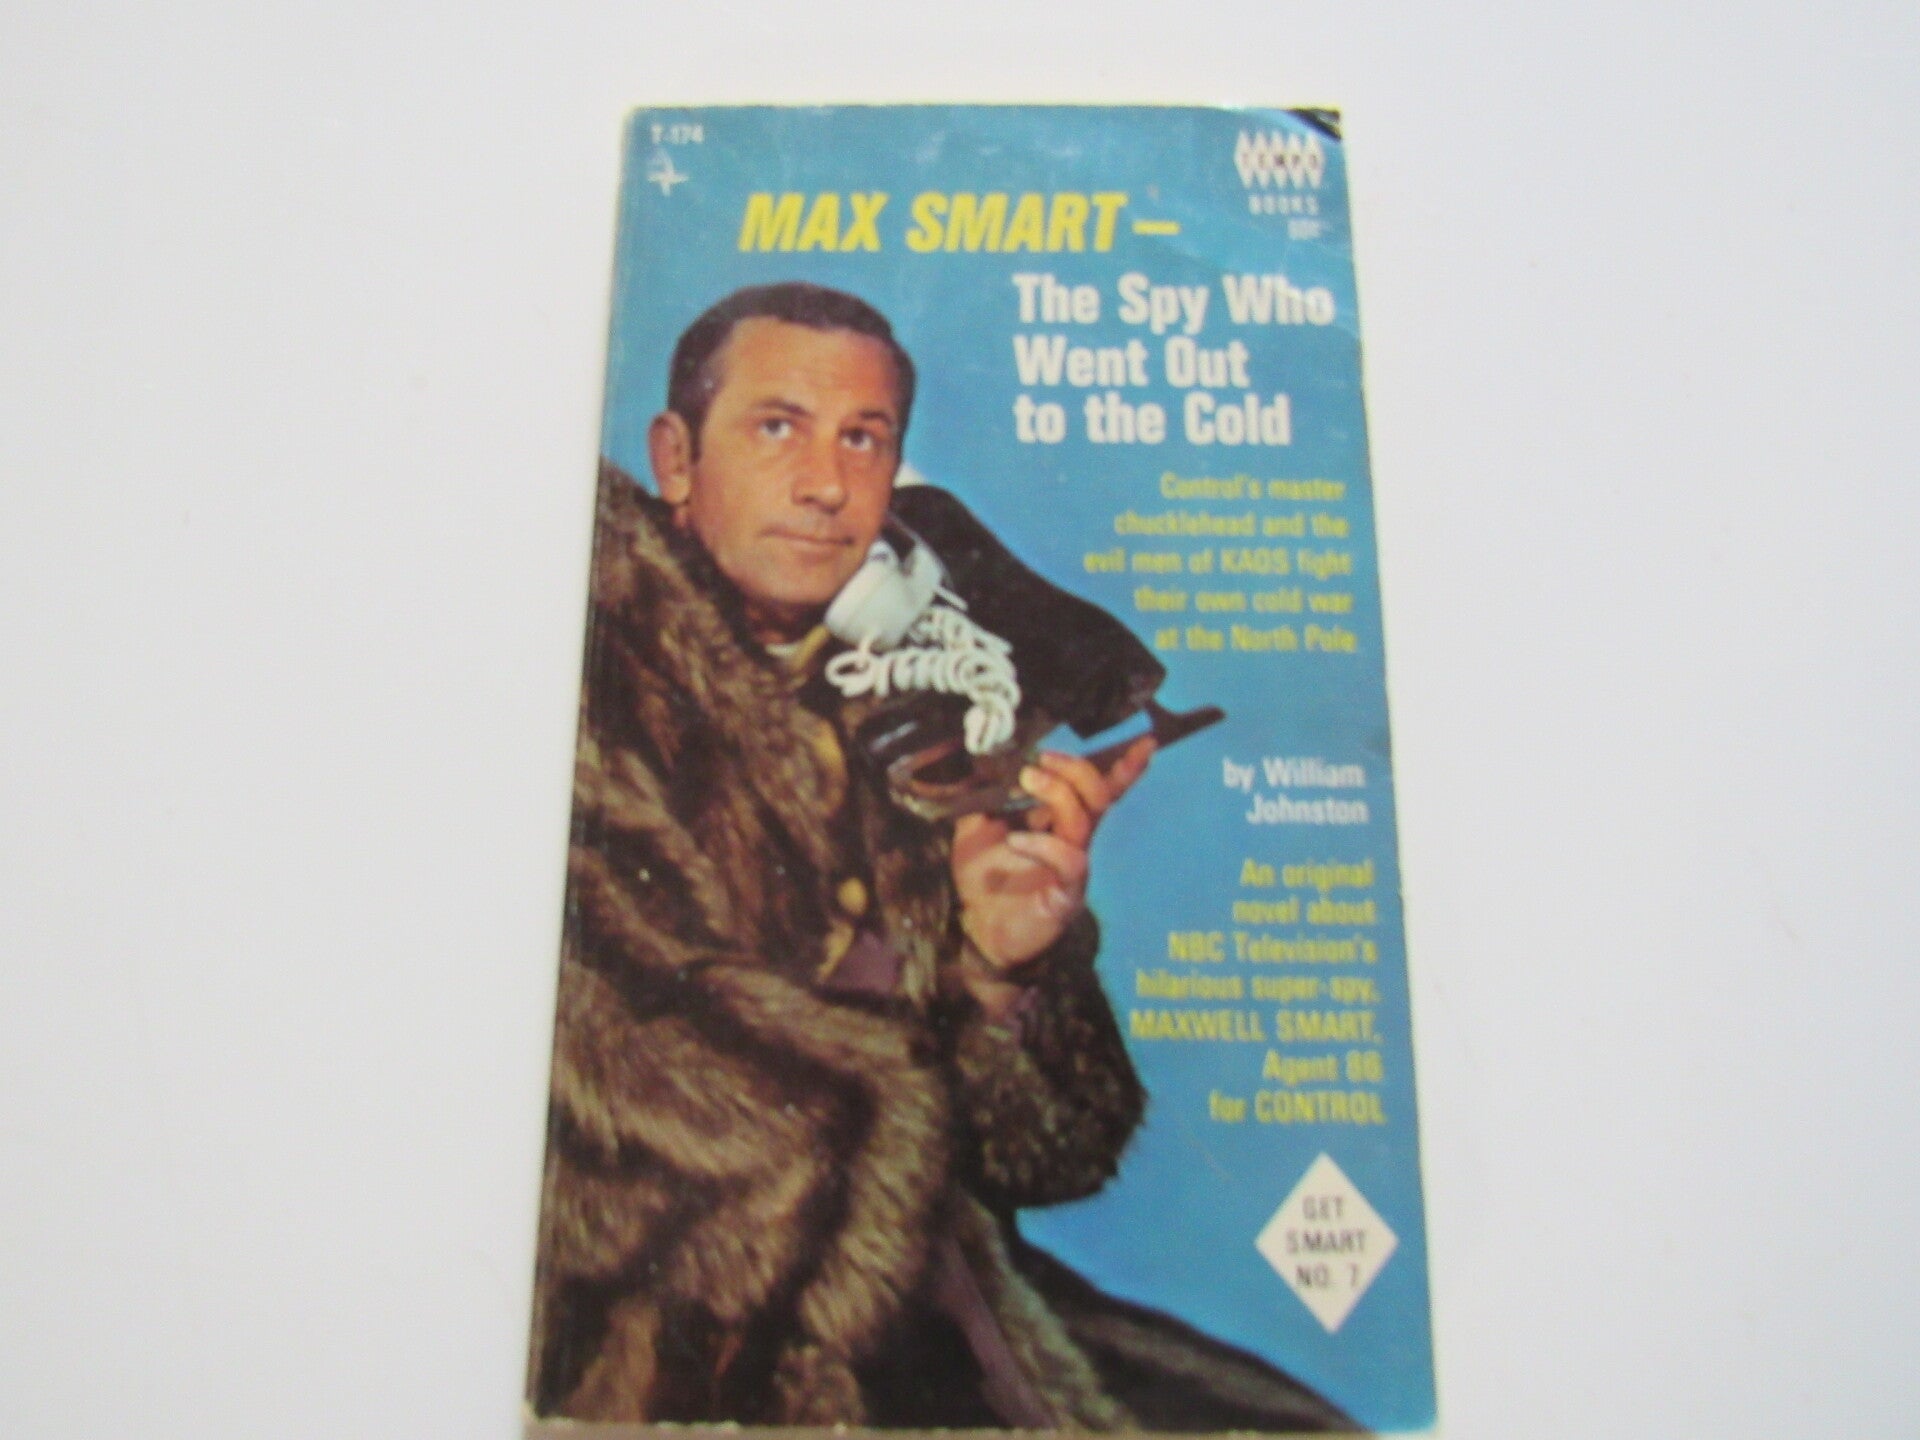 T-174
TEMPO
BOOKS
MAX SMART–
The Spy Who
Went Out
to the Cold
Control's master
chucklehead and the
evil men of KAOS fight
their own cold war
at the North Pole.
by William
Johnston
An original
novel about
NBC Television's
hilarious super-spy,
MAXWELL SMART,
Agent 86
for CONTROL
GET
SMART
NO. 7